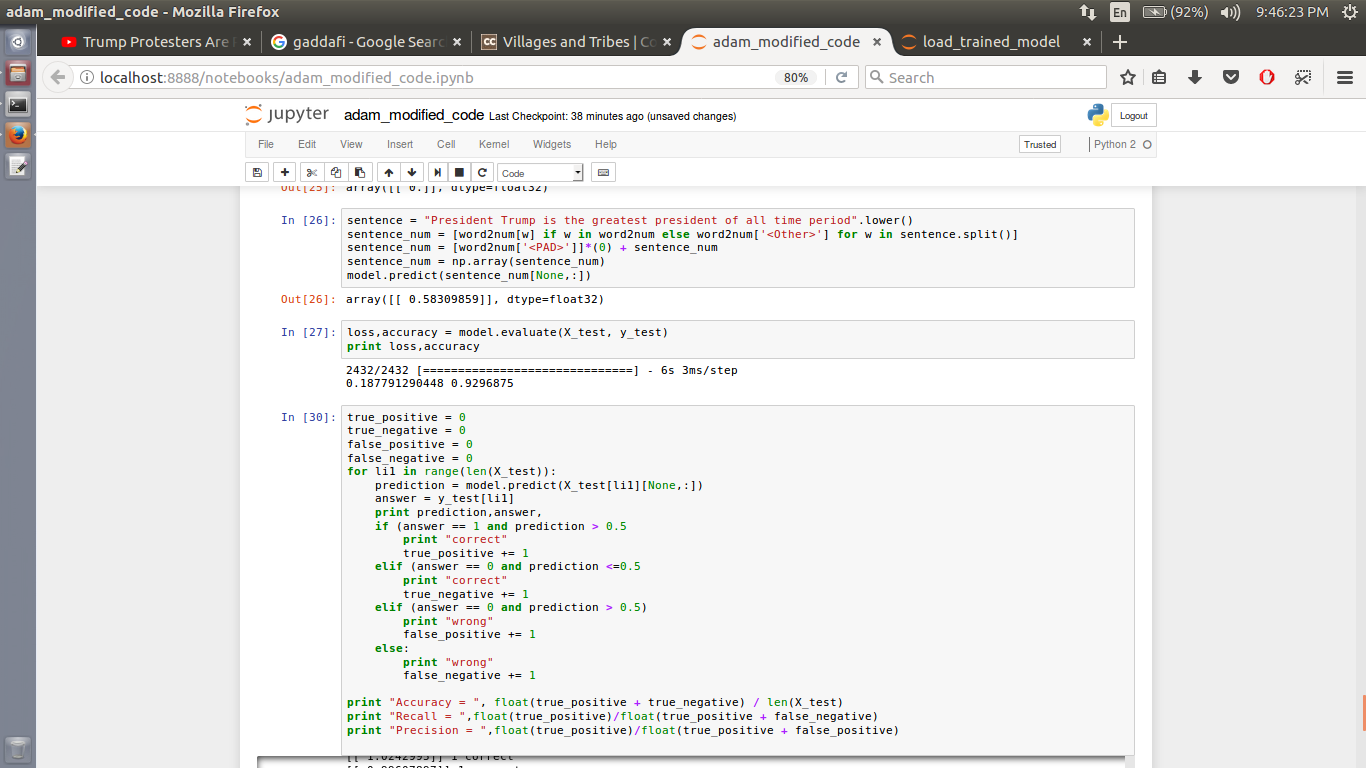 adam_modified_code - Mozilla Firefox
En
(92%)
9:46:23 PM
Trump Protesters Are
gaddafi - Google Searc
Villages and Tribes | Co
adam_modified_code
load_trained_model
localhost:8888/notebooks/adam_modified_code.ipynb
80%
Search
jupyter
adam_modified_code Last Checkpoint: 38 minutes ago (unsaved changes)
Logout
File Edit View Insert Cell Kernel Widgets Help
Trusted
Python 2
Code
Out[25]: array([[ 0.]], dtype=float32)
In [26]: sentence = "President Trump is the greatest president of all time period".lower()
sentence_num = [word2num[w] if w in word2num else word2num['<Other>'] for w in sentence.split()]
sentence_num = [word2num['<PAD>']]*(0) + sentence_num
sentence_num = np.array(sentence_num)
model.predict(sentence_num[None,:])
Out[26]: array([[ 0.58309859]], dtype=float32)
In [27]: loss,accuracy = model.evaluate(X_test, y_test)
print loss,accuracy
2432/2432 [==============================] - 6s 3ms/step
0.187791290448 0.9296875
In [30]: true_positive = 0
true_negative = 0
false_positive = 0
false_negative = 0
for li1 in range(len(X_test)):
    prediction = model.predict(X_test[li1][None,:])
    answer = y_test[li1]
    print prediction,answer,
    if (answer == 1 and prediction > 0.5
        print "correct"
        true_positive += 1
    elif (answer == 0 and prediction <=0.5
        print "correct"
        true_negative += 1
    elif (answer == 0 and prediction > 0.5)
        print "wrong"
        false_positive += 1
    else:
        print "wrong"
        false_negative += 1
print "Accuracy = ", float(true_positive + true_negative) / len(X_test)
print "Recall = ",float(true_positive)/float(true_positive + false_negative)
print "Precision = ",float(true_positive)/float(true_positive + false_positive)
1 correct